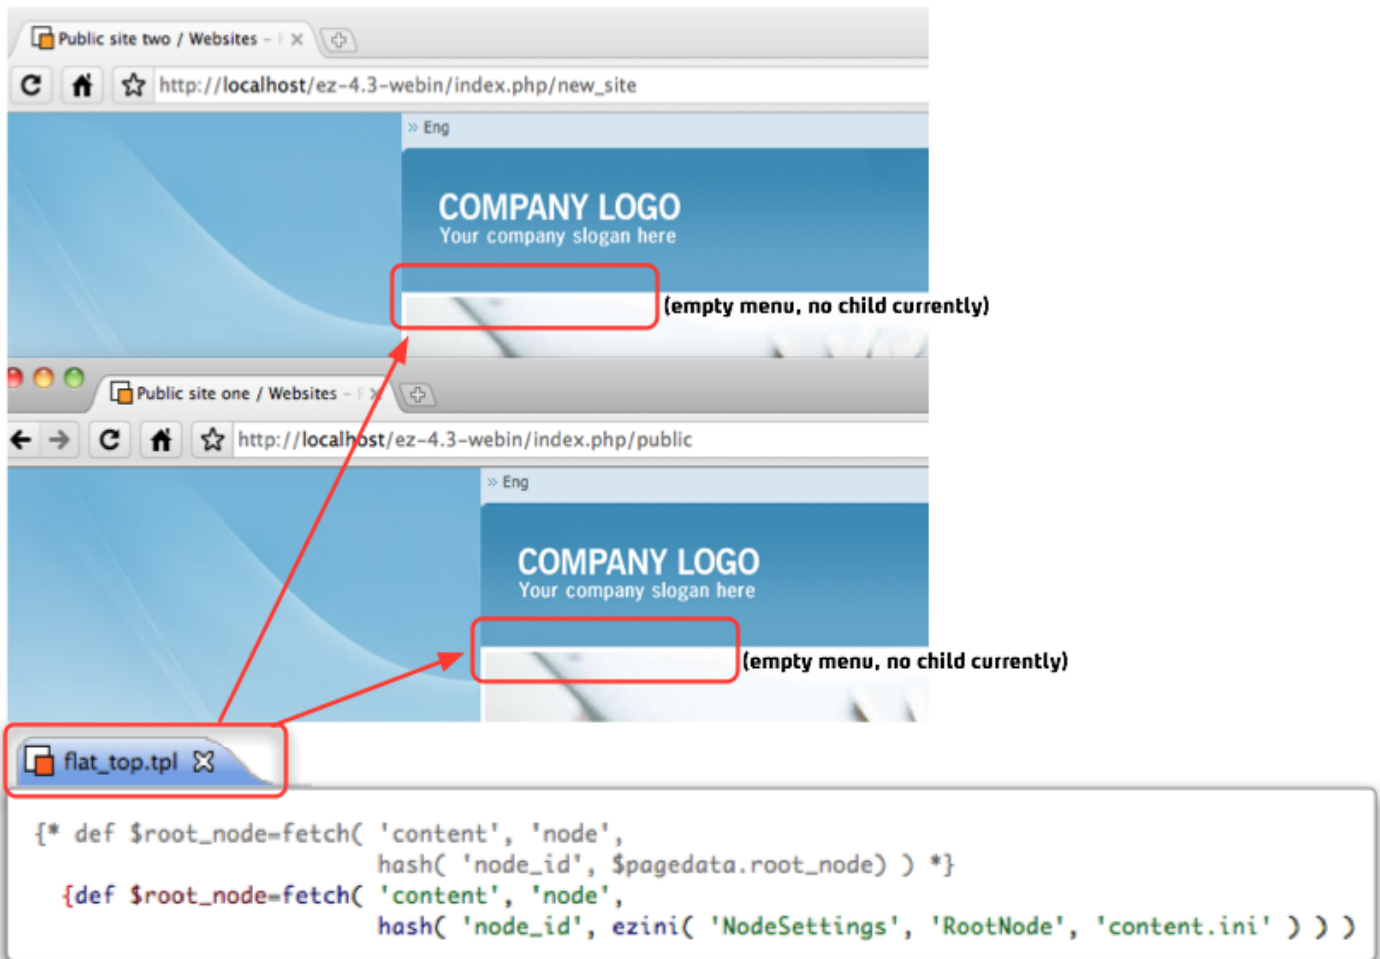 Public site two / Websites –
http://localhost/ez-4.3-webin/index.php/new_site
» Eng
COMPANY LOGO
Your company slogan here
(empty menu, no child currently)
Public site one / Websites –
http://localhost/ez-4.3-webin/index.php/public
» Eng
COMPANY LOGO
Your company slogan here
(empty menu, no child currently)
flat_top.tpl
{* def $root_node=fetch( 'content', 'node',
hash( 'node_id', $pagedata.root_node) ) *}
{def $root_node=fetch( 'content', 'node',
hash( 'node_id', ezini( 'NodeSettings', 'RootNode', 'content.ini' ) ) )